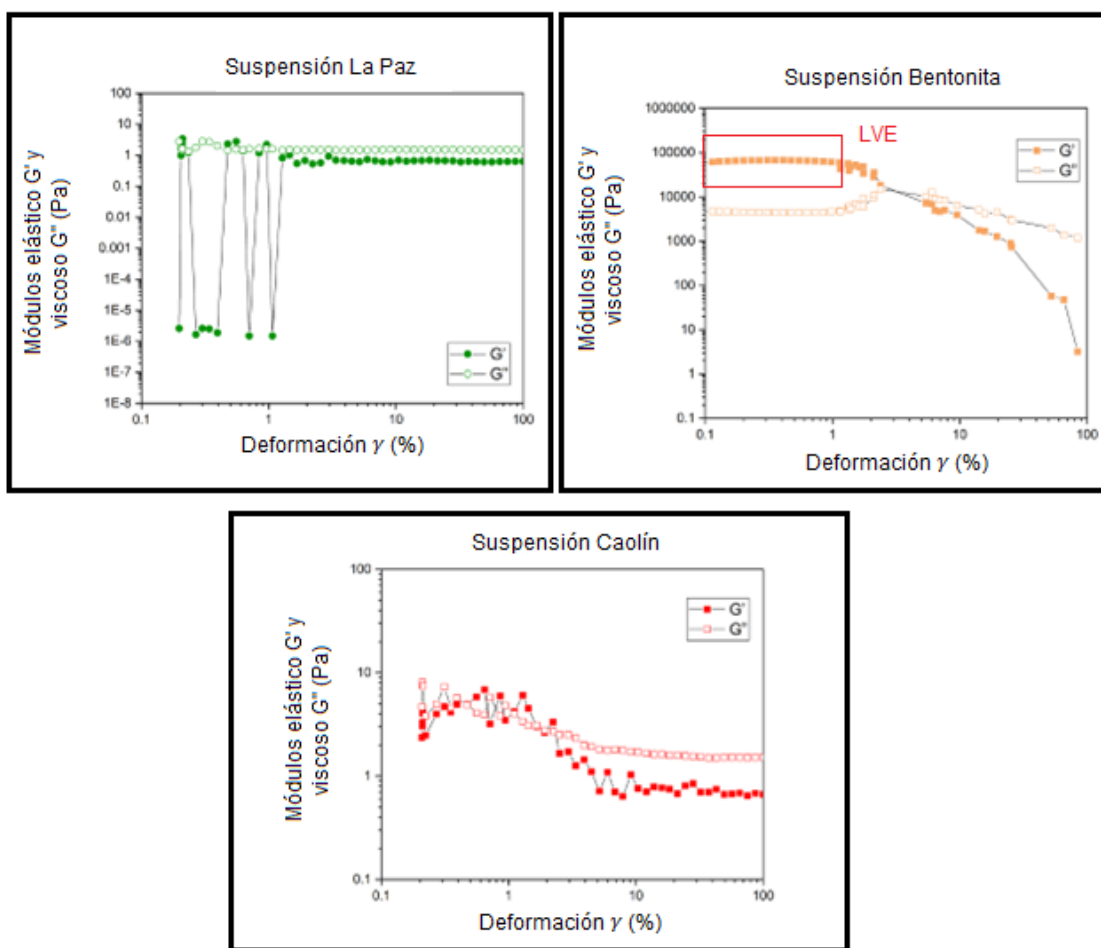 Suspensión La Paz
Módulos elástico G' y
viscoso G" (Pa)
100
10
1
0.1
0.01
0.001
1E-4
1E-5
1E-6
1E-7
1E-8
G'
G"
0.1
1
10
100
Deformación γ (%)
Suspensión Bentonita
Módulos elástico G' y
viscoso G" (Pa)
1000000
100000
10000
1000
100
10
1
0.1
LVE
G'
G"
0.1
1
10
100
Deformación γ (%)
Suspensión Caolín
Módulos elástico G' y
viscoso G" (Pa)
100
10
1
0.1
G'
G"
0.1
1
10
100
Deformación γ (%)